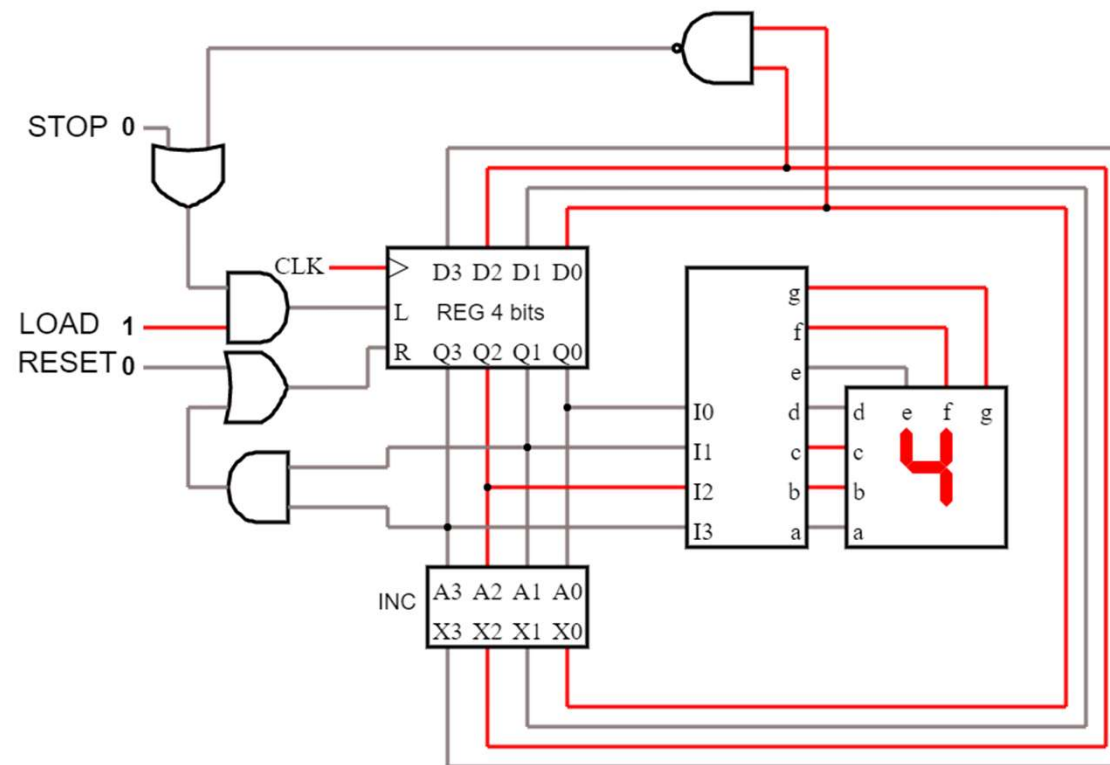 STOP 0
CLK
D3 D2 D1 D0
L
REG 4 bits
LOAD 1
RESET 0
R
Q3 Q2 Q1 Q0
g
f
e
d
c
b
a
I0
I1
I2
I3
e f g
d
c
b
a
4
INC
A3 A2 A1 A0
X3 X2 X1 X0